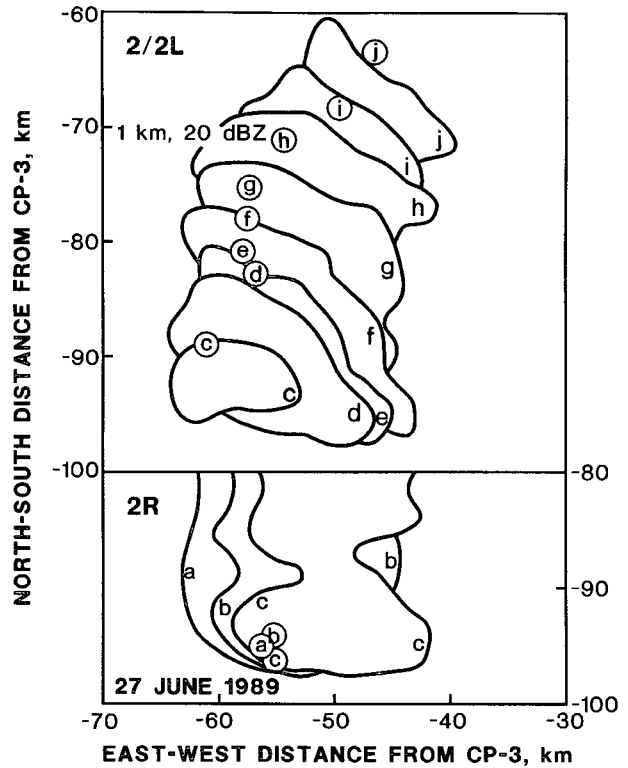 -60
2/2L
j
i
j
-70
1 km, 20 dBZ
h
i
g
h
f
-80
e
g
d
f
-90
c
c
d
e
-100
-80
2R
a
b
b
c
-90
b
a
c
c
27 JUNE 1989
-100
-70
-60
-50
-40
-30
EAST-WEST DISTANCE FROM CP-3, km
NORTH-SOUTH DISTANCE FROM CP-3, km